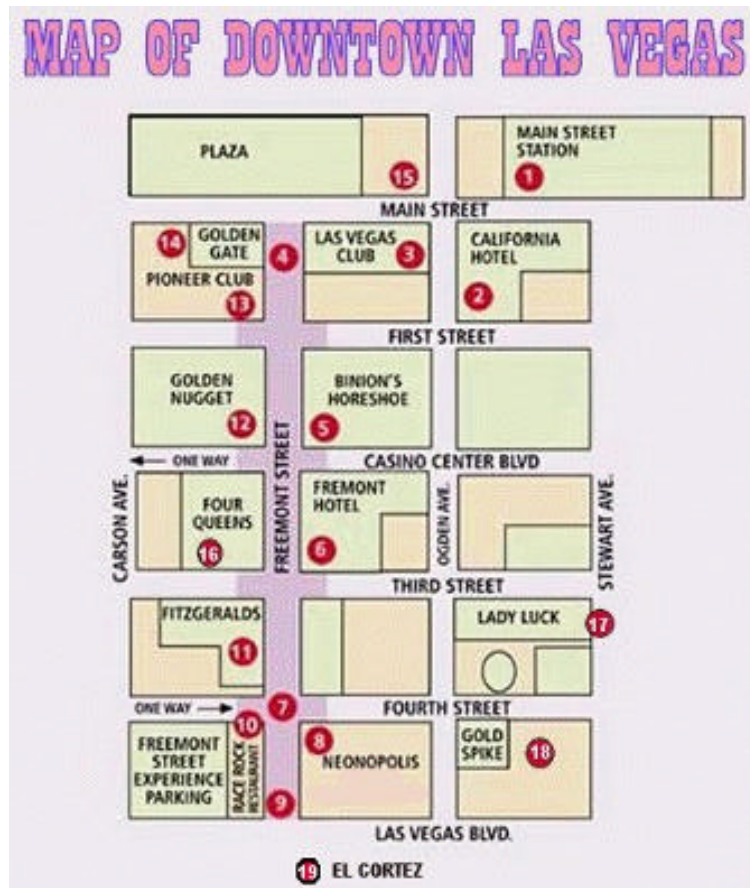 MAP OF DOWNTOWN LAS VEGAS
PLAZA
15
MAIN STREET
STATION
1
MAIN STREET
14
GOLDEN
GATE
PIONEER CLUB
13
4
LAS VEGAS
CLUB
3
CALIFORNIA
HOTEL
2
FIRST STREET
GOLDEN
NUGGET
12
FREEMONT STREET
BINION'S
HORESHOE
5
← ONE WAY
CASINO CENTER BLVD
CARSON AVE.
FOUR
QUEENS
16
FREMONT
HOTEL
6
OGDEN AVE.
STEWART AVE.
THIRD STREET
FITZGERALDS
11
LADY LUCK
17
ONE WAY →
7
FOURTH STREET
FREEMONT
STREET
EXPERIENCE
PARKING
10
RACE ROCK
RESTAURANT
9
8
NEONOPOLIS
GOLD
SPIKE
18
LAS VEGAS BLVD.
19 EL CORTEZ